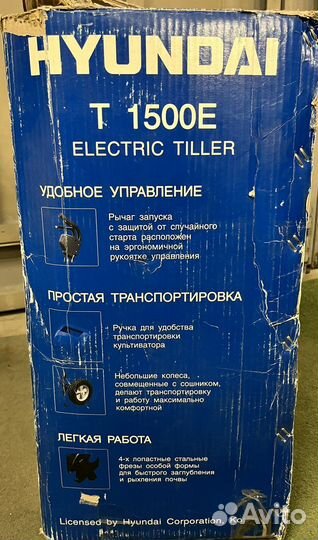 HYUNDAI
T 1500E
ELECTRIC TILLER
УДОБНОЕ УПРАВЛЕНИЕ
Рычаг запуска
с защитой от случайного
старта расположен
на эргономичной
рукоятке управления
ПРОСТАЯ ТРАНСПОРТИРОВКА
Ручка для удобства
транспортировки
культиватора
Небольшие колеса,
совмещенные с сошником,
делают транспортировку
и работу максимально
комфортной
ЛЕГКАЯ РАБОТА
4-х лопастные стальные
фрезы особой формы
для быстрого заглубления
и рыхления почвы
Licensed by Hyundai Corporation, Ko
Avito